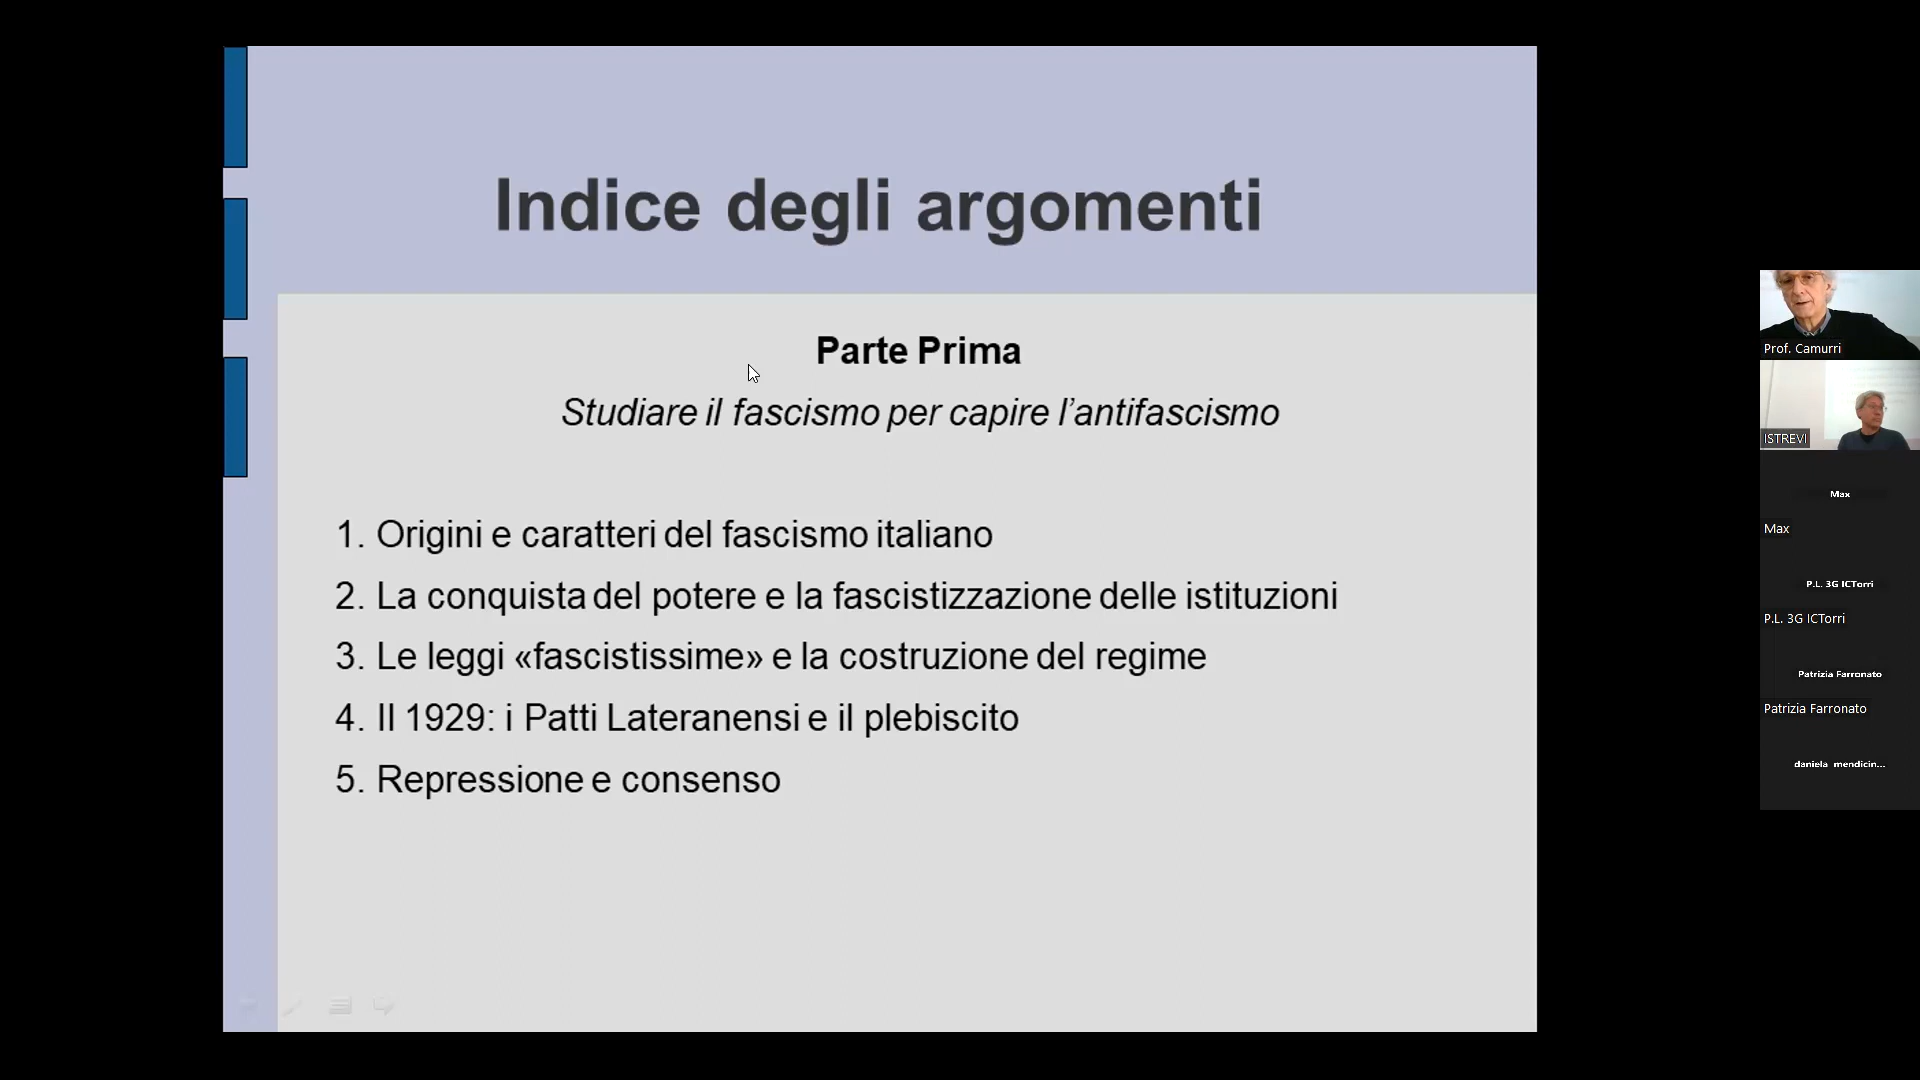 Indice degli argomenti
Parte Prima
Studiare il fascismo per capire l’antifascismo
1. Origini e caratteri del fascismo italiano
2. La conquista del potere e la fascistizzazione delle istituzioni
3. Le leggi «fascistissime» e la costruzione del regime
4. Il 1929: i Patti Lateranensi e il plebiscito
5. Repressione e consenso
Prof. Camurri
ISTREVI
Max
Max
P.L. 3G ICTorri
P.L. 3G ICTorri
Patrizia Farronato
Patrizia Farronato
daniela mendicin...